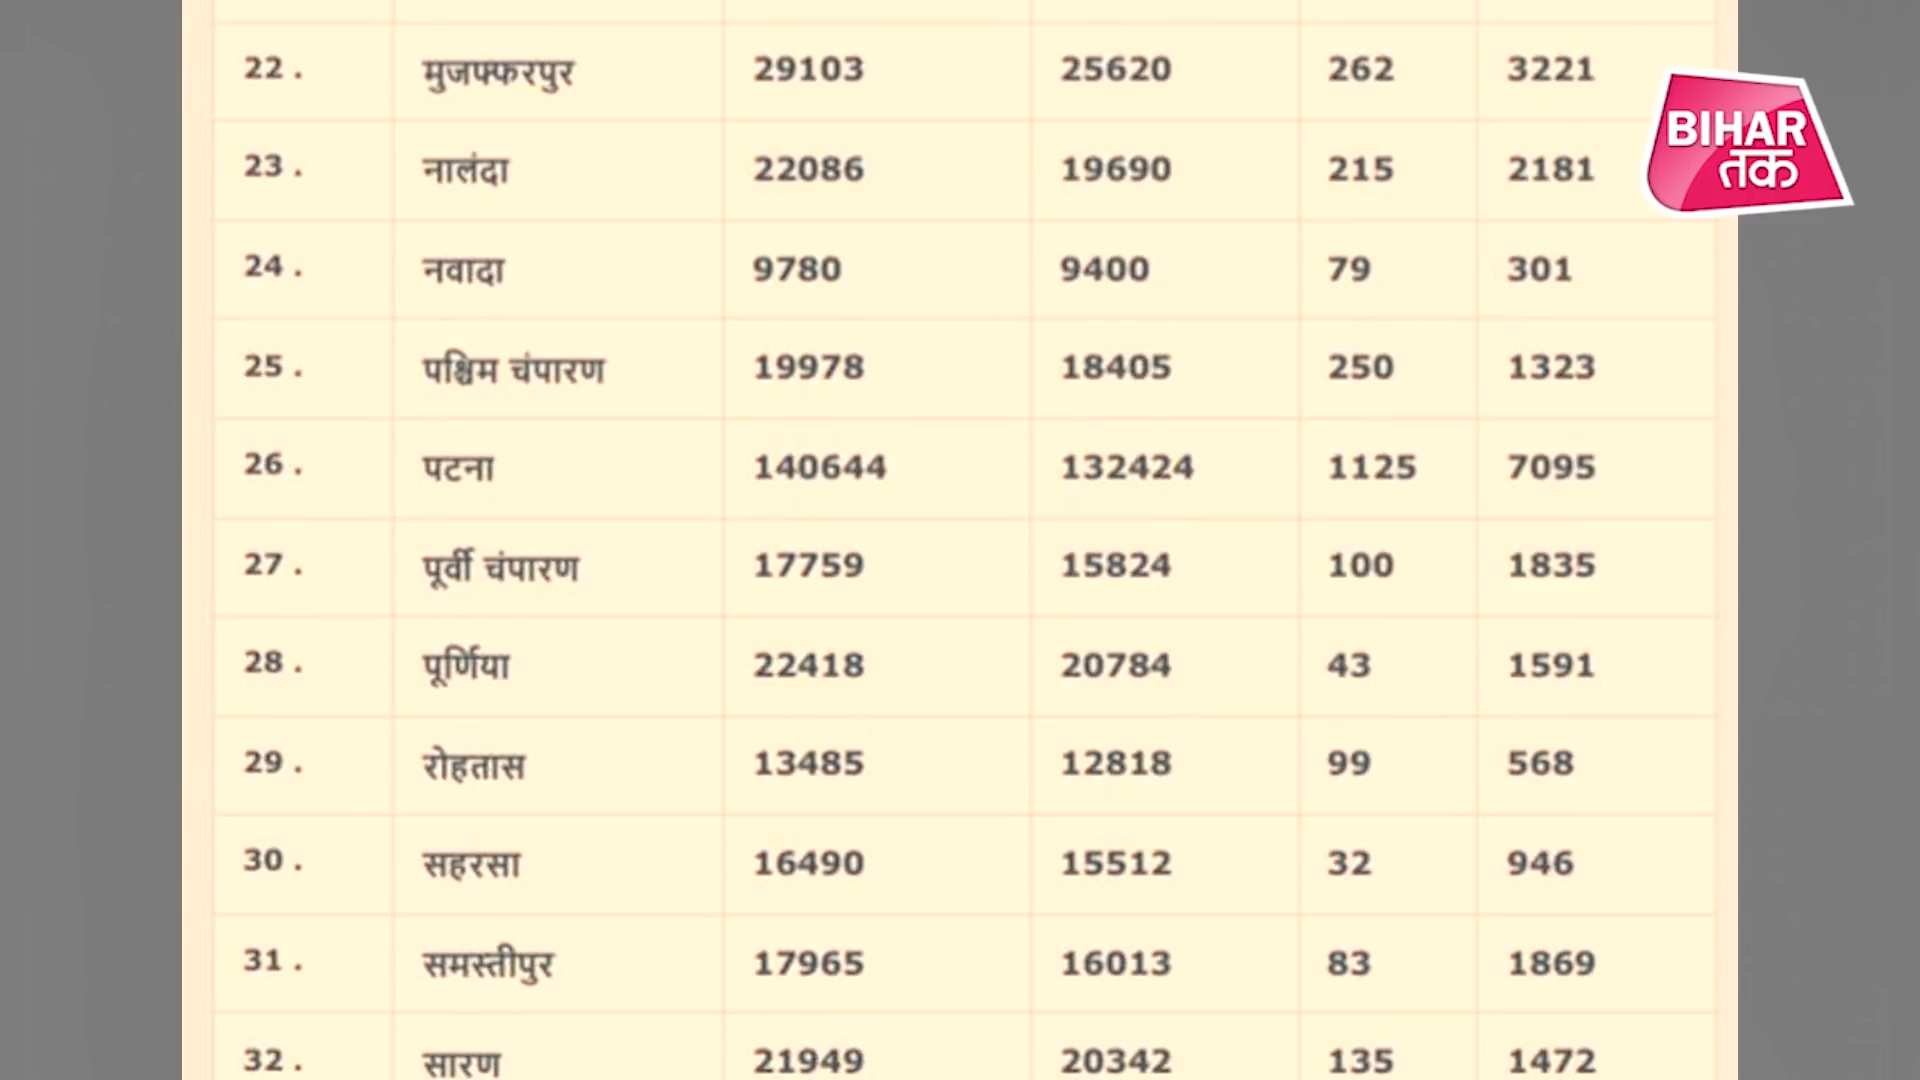 22 . मुजफ्फरपुर 29103 25620 262 3221
BIHAR
तक
23 . नालंदा 22086 19690 215 2181
24 . नवादा 9780 9400 79 301
25 . पश्चिम चंपारण 19978 18405 250 1323
26 . पटना 140644 132424 1125 7095
27 . पूर्वी चंपारण 17759 15824 100 1835
28 . पूर्णिया 22418 20784 43 1591
29 . रोहतास 13485 12818 99 568
30 . सहरसा 16490 15512 32 946
31 . समस्तीपुर 17965 16013 83 1869
32 . सारण 21949 20342 135 1472